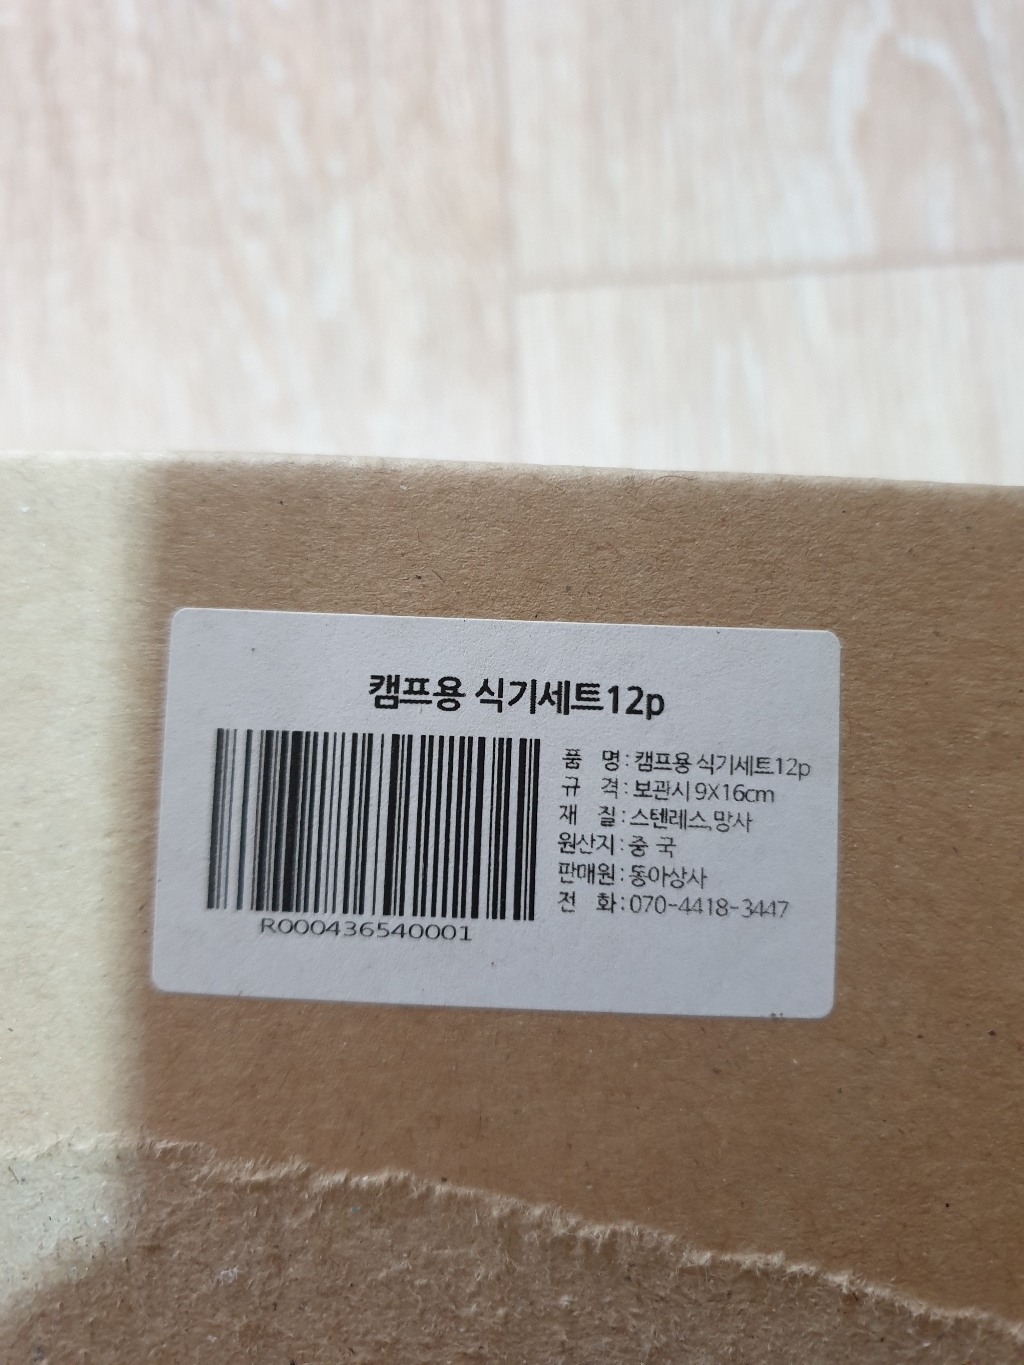 캠프용 식기세트12p
품 명 : 캠프용 식기세트12p
규 격 : 보관시 9X16cm
재 질 : 스텐레스,망사
원산지 : 중 국
판매원 : 동아상사
전 화 : 070-4418-3447
R000436540001